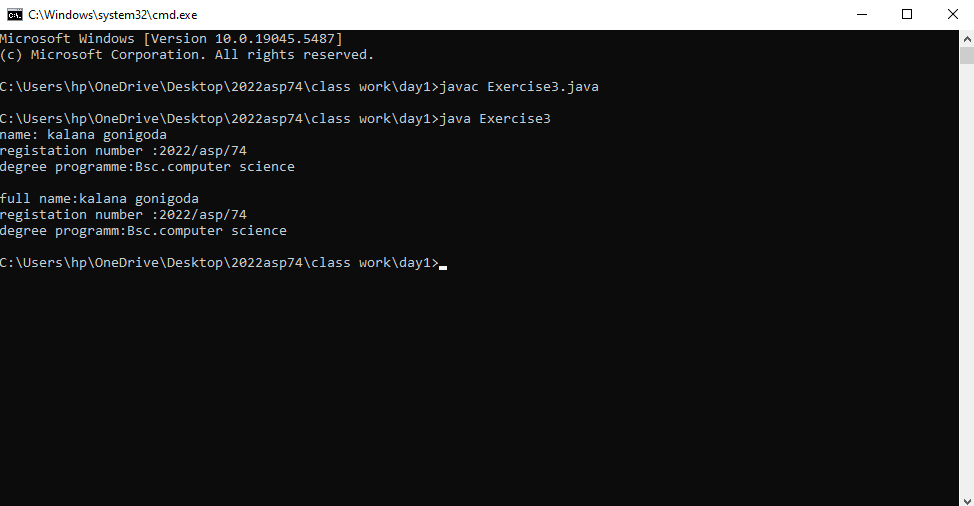 C:\Windows\system32\cmd.exe
Microsoft Windows [Version 10.0.19045.5487]
(c) Microsoft Corporation. All rights reserved.
C:\Users\hp\OneDrive\Desktop\2022asp74\class work\day1>javac Exercise3.java
C:\Users\hp\OneDrive\Desktop\2022asp74\class work\day1>java Exercise3
name: kalana gonigoda
registation number :2022/asp/74
degree programme:Bsc.computer science
full name:kalana gonigoda
registation number :2022/asp/74
degree programm:Bsc.computer science
C:\Users\hp\OneDrive\Desktop\2022asp74\class work\day1>